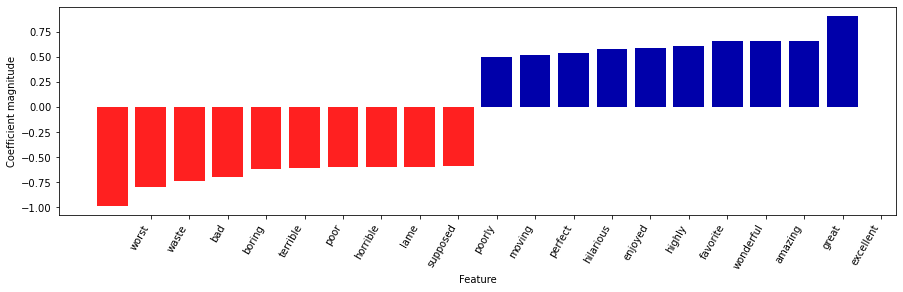 Coefficient magnitude
0.75
0.50
0.25
0.00
−0.25
−0.50
−0.75
−1.00
worst
waste
bad
boring
terrible
poor
horrible
lame
supposed
poorly
moving
perfect
hilarious
enjoyed
highly
favorite
wonderful
amazing
great
excellent
Feature